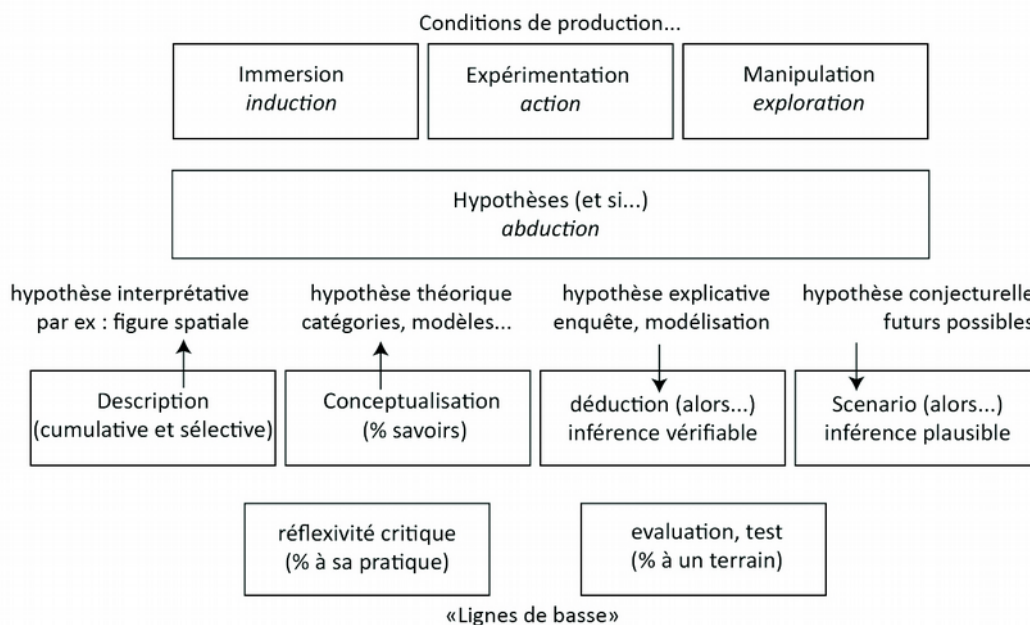 Conditions de production...
Immersion
induction
Expérimentation
action
Manipulation
exploration
Hypothèses (et si...)
abduction
hypothèse interprétative
par ex : figure spatiale
hypothèse théorique
catégories, modèles...
hypothèse explicative
enquête, modélisation
hypothèse conjecturelle
futurs possibles
Description
(cumulative et sélective)
Conceptualisation
(% savoirs)
déduction (alors...)
inférence vérifiable
Scenario (alors...)
inférence plausible
réflexivité critique
(% à sa pratique)
evaluation, test
(% à un terrain)
«Lignes de basse»